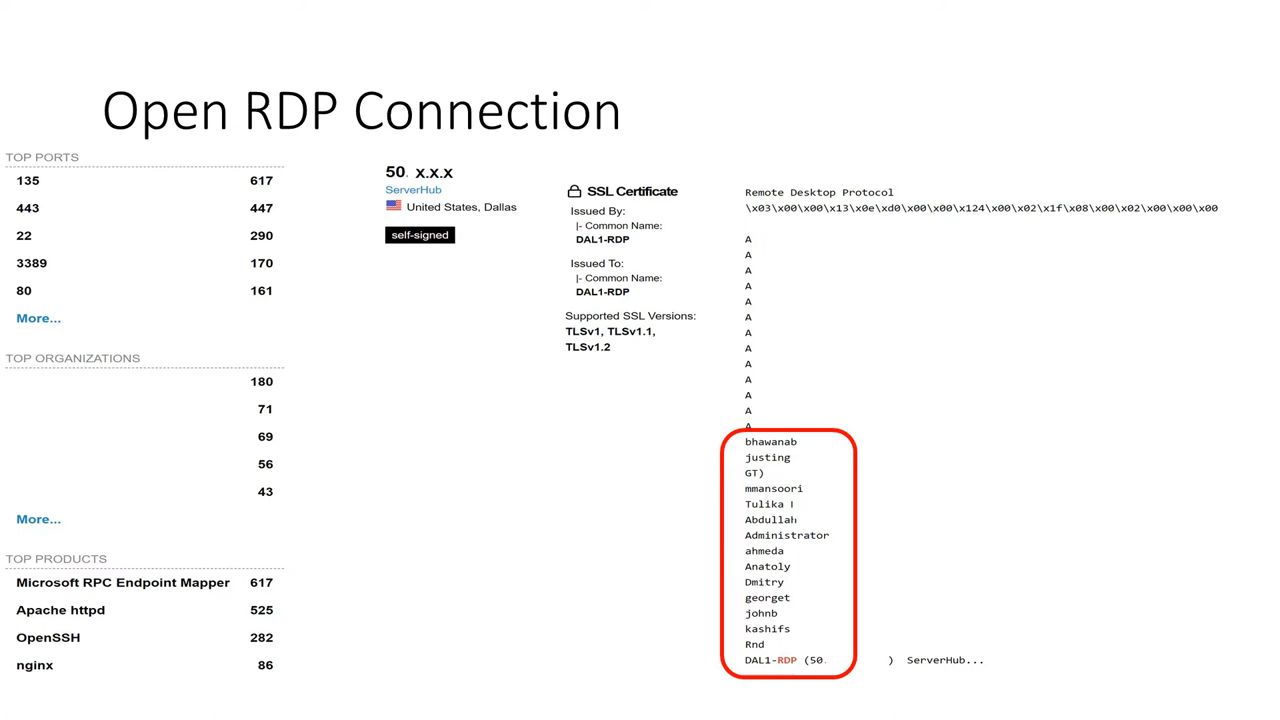 Open RDP Connection
TOP PORTS
135 617
443 447
22 290
3389 170
80 161
More...
TOP ORGANIZATIONS
180
71
69
56
43
More...
TOP PRODUCTS
Microsoft RPC Endpoint Mapper 617
Apache httpd 525
OpenSSH 282
nginx 86
50. x.x.x
ServerHub
United States, Dallas
self-signed
SSL Certificate
Issued By:
|- Common Name:
DAL1-RDP
Issued To:
|- Common Name:
DAL1-RDP
Supported SSL Versions:
TLSv1, TLSv1.1,
TLSv1.2
Remote Desktop Protocol
\x03\x00\x00\x13\x0e\xd0\x00\x00\x124\x00\x02\x1f\x08\x00\x02\x00\x00\x00
A
A
A
A
A
A
A
A
A
A
A
A
A
bhawanab
justing
GT)
mmansoori
Tulika
Abdullah
Administrator
ahmeda
Anatoly
Dmitry
georget
johnb
kashifs
Rnd
DAL1-RDP (50. ) ServerHub...